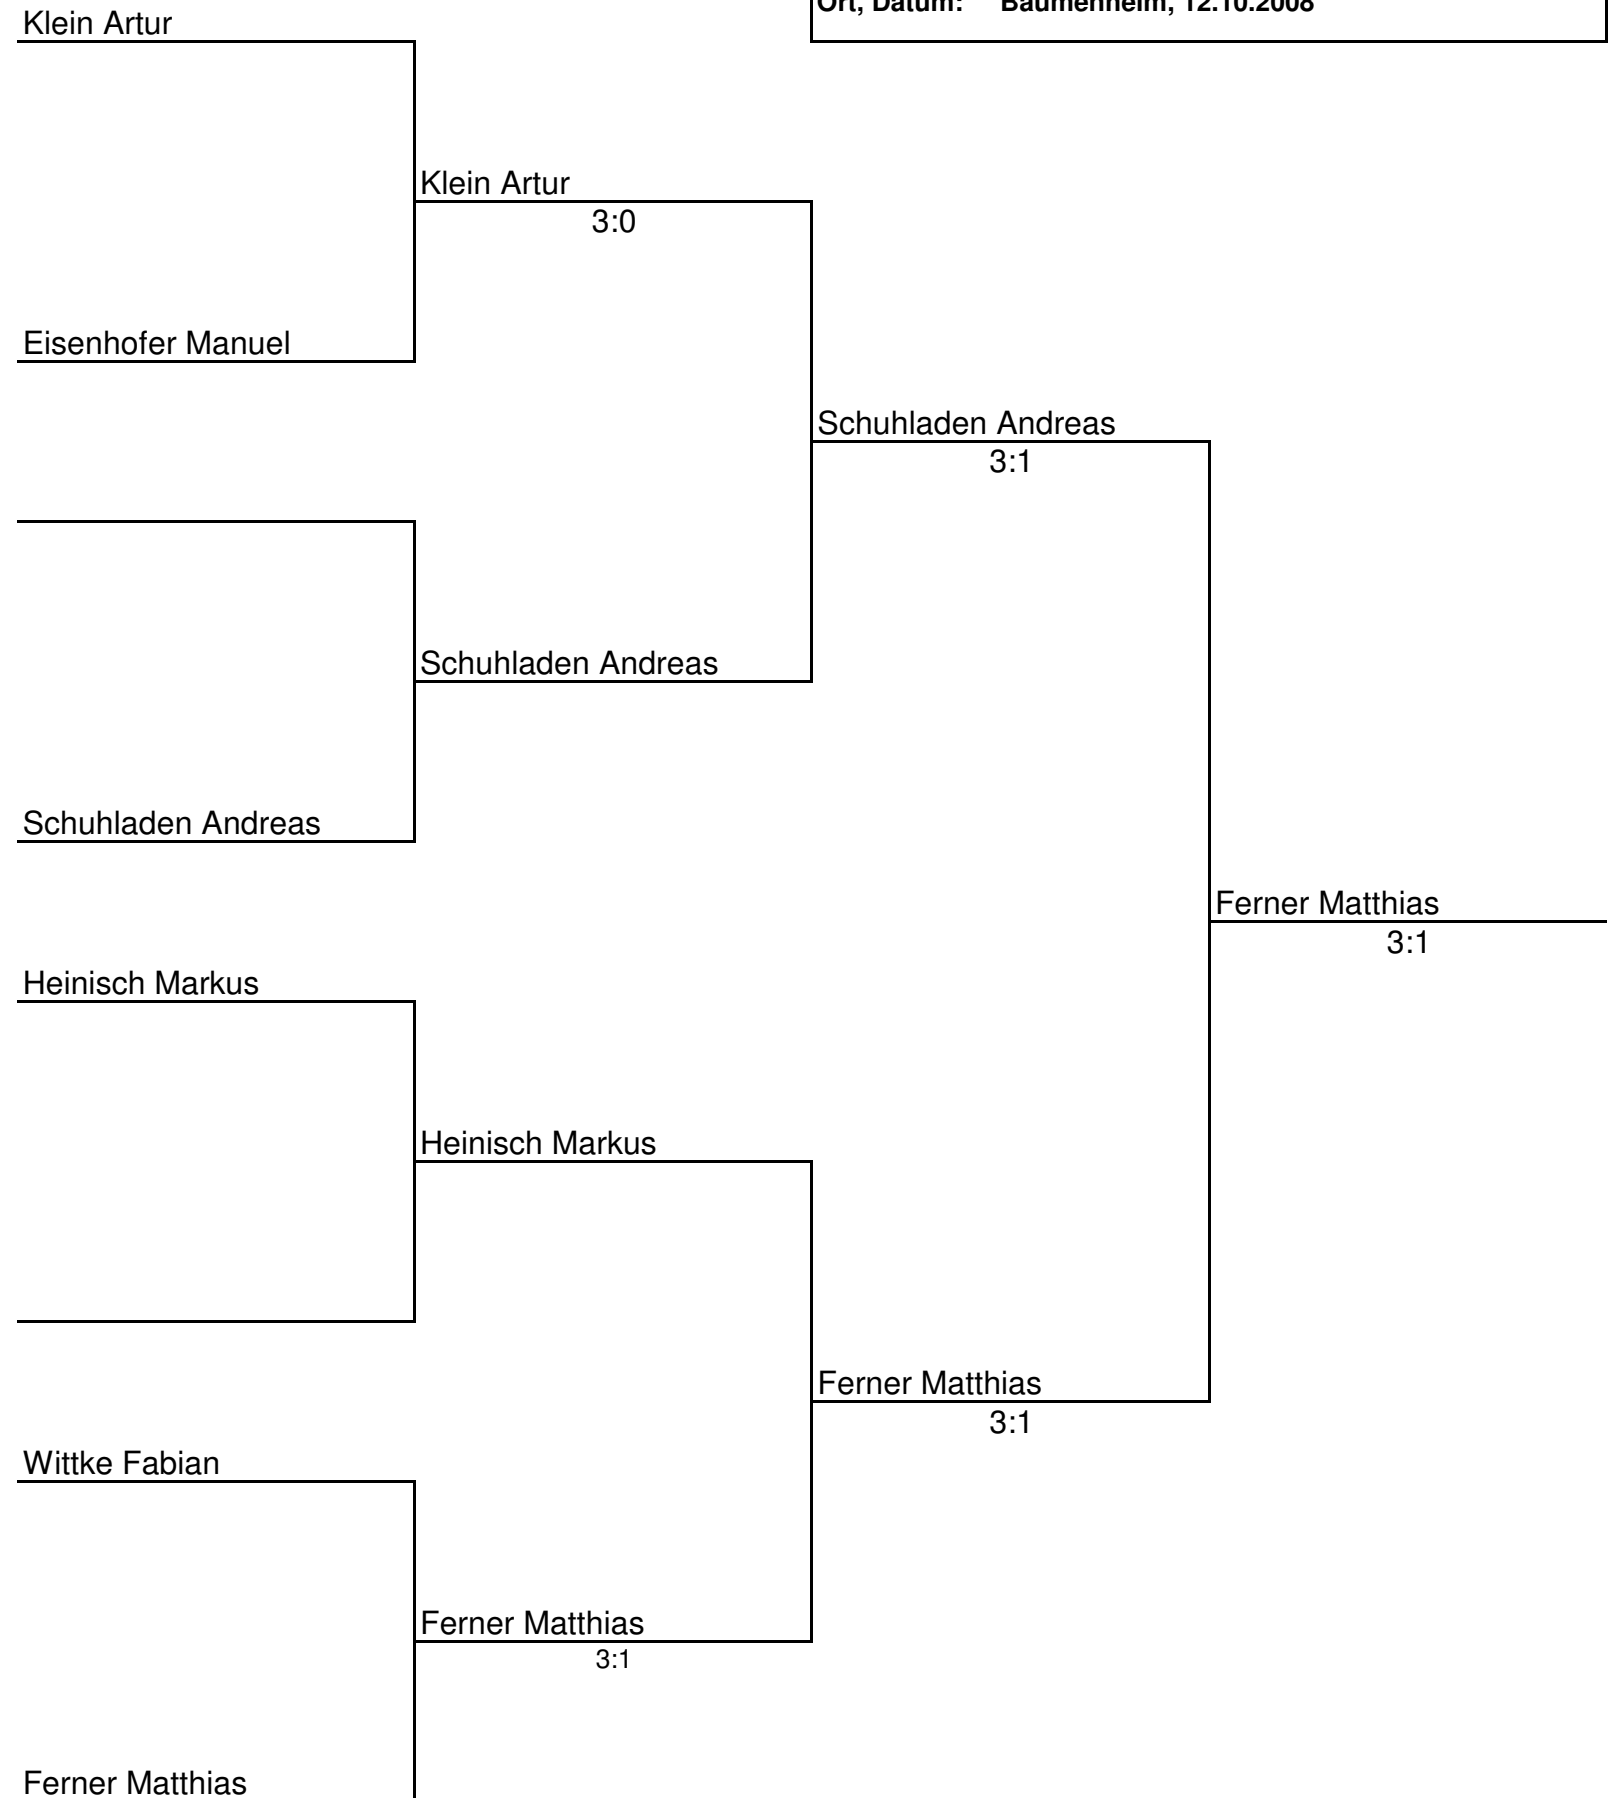 Ort, Datum: Bäumenheim, 12.10.2008
Klein Artur
Klein Artur
3:0
Eisenhofer Manuel
Schuhladen Andreas
3:1
Schuhladen Andreas
Schuhladen Andreas
Ferner Matthias
3:1
Heinisch Markus
Heinisch Markus
Ferner Matthias
3:1
Wittke Fabian
Ferner Matthias
3:1
Ferner Matthias